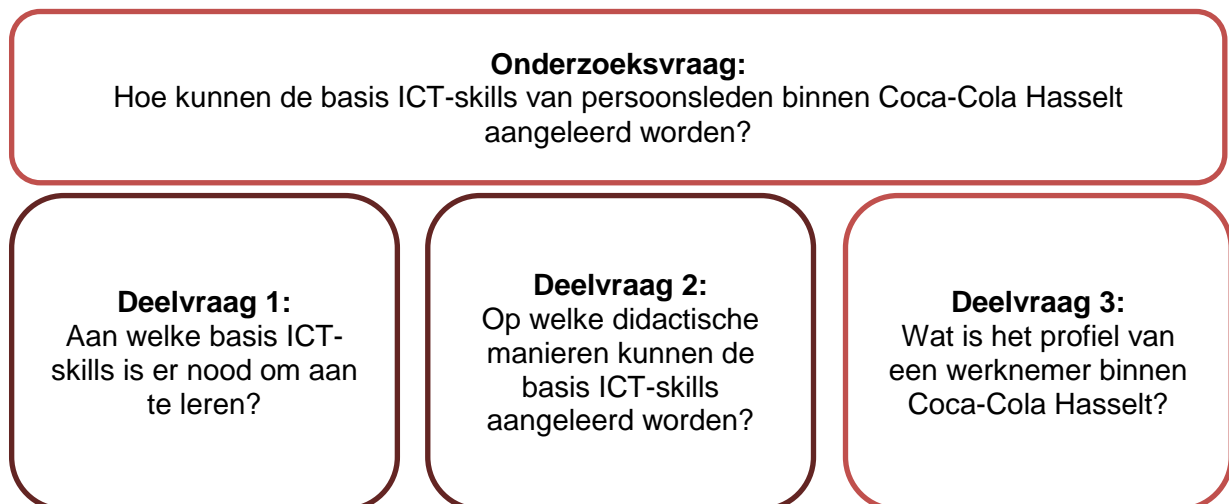 Onderzoeksvraag:
Hoe kunnen de basis ICT-skills van persoonsleden binnen Coca-Cola Hasselt
aangeleerd worden?
Deelvraag 1:
Aan welke basis ICT-
skills is er nood om aan
te leren?
Deelvraag 2:
Op welke didactische
manieren kunnen de
basis ICT-skills
aangeleerd worden?
Deelvraag 3:
Wat is het profiel van
een werknemer binnen
Coca-Cola Hasselt?